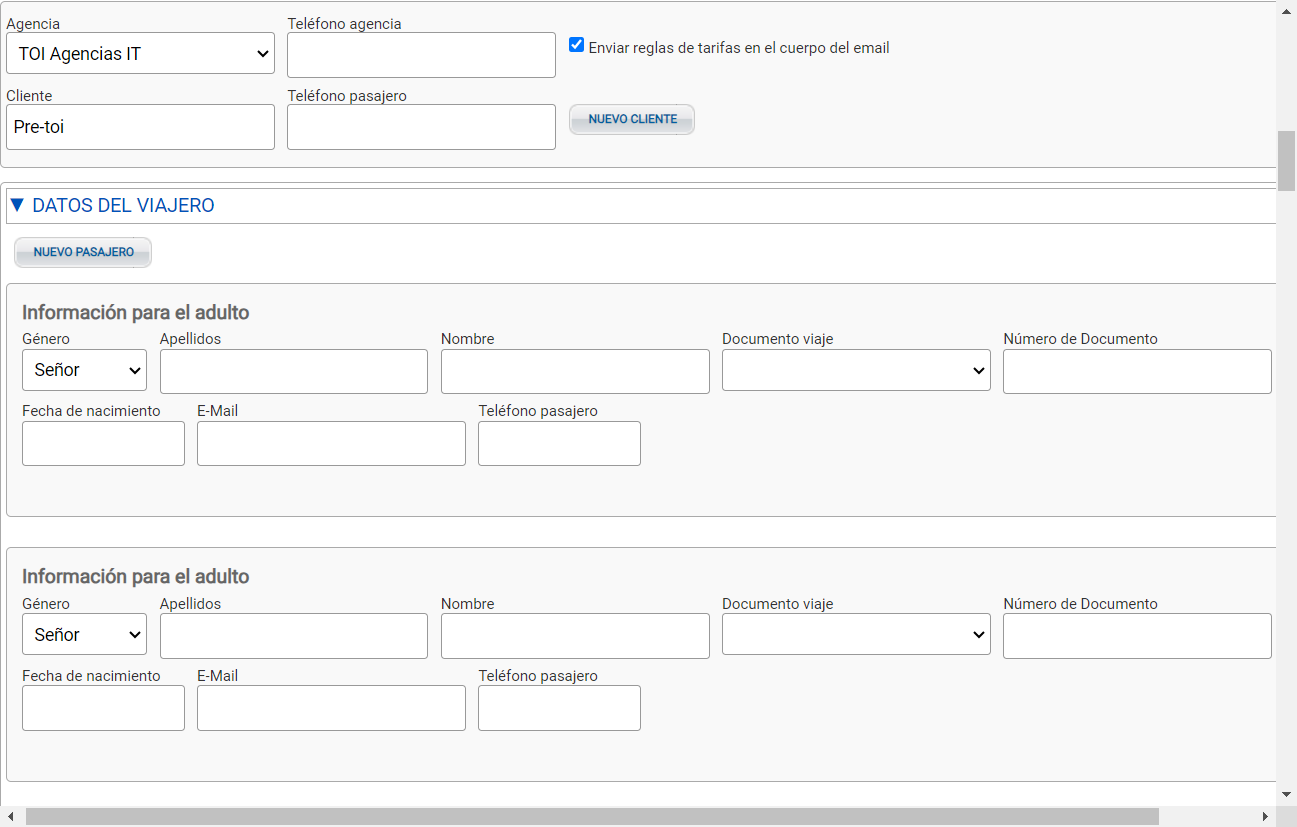 Agencia Teléfono agencia
TOI Agencias IT
Enviar reglas de tarifas en el cuerpo del email
Cliente Teléfono pasajero
Pre-toi
NUEVO CLIENTE
▼ DATOS DEL VIAJERO
NUEVO PASAJERO
Información para el adulto
Género Apellidos Nombre Documento viaje Número de Documento
Señor
Fecha de nacimiento E-Mail Teléfono pasajero
Información para el adulto
Género Apellidos Nombre Documento viaje Número de Documento
Señor
Fecha de nacimiento E-Mail Teléfono pasajero